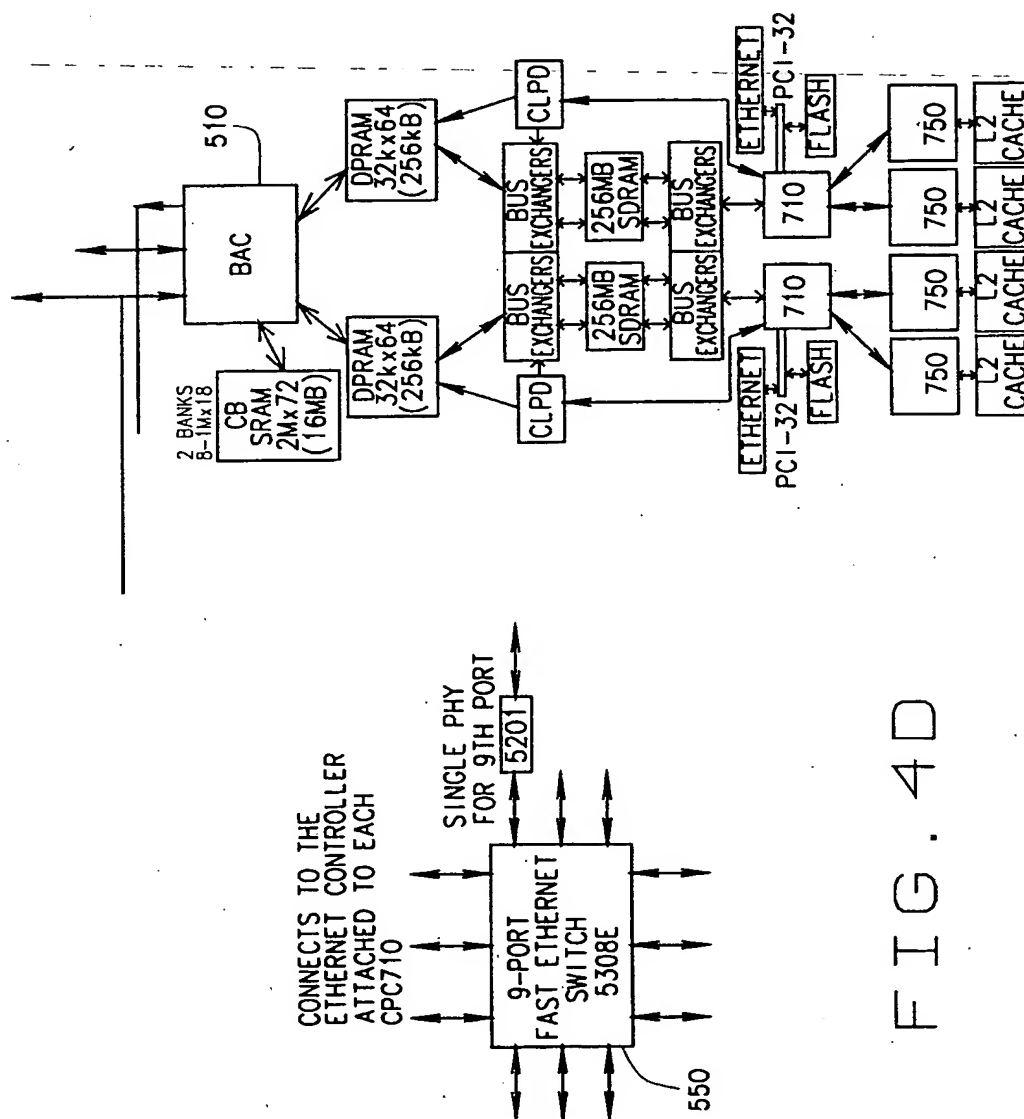 510
BAC
2 BANKS
8-1Mx18
CB
SRAM
2Mx72
(16MB)
DPRAM
32kx64
(256kB)
DPRAM
32kx64
(256kB)
CLPD
BUS
EXCHANGERS
BUS
EXCHANGERS
CLPD
256MB
SDRAM
256MB
SDRAM
BUS
EXCHANGERS
BUS
EXCHANGERS
ETHERNET
PCI-32
FLASH
710
710
ETHERNET
PCI-32
FLASH
750
750
750
750
L2
CACHE
L2
CACHE
L2
CACHE
L2
CACHE
CONNECTS TO THE
ETHERNET CONTROLLER
ATTACHED TO EACH
CPC710
SINGLE PHY
FOR 9TH PORT
5201
9-PORT
FAST ETHERNET
SWITCH
5308E
550
FIG. 4D